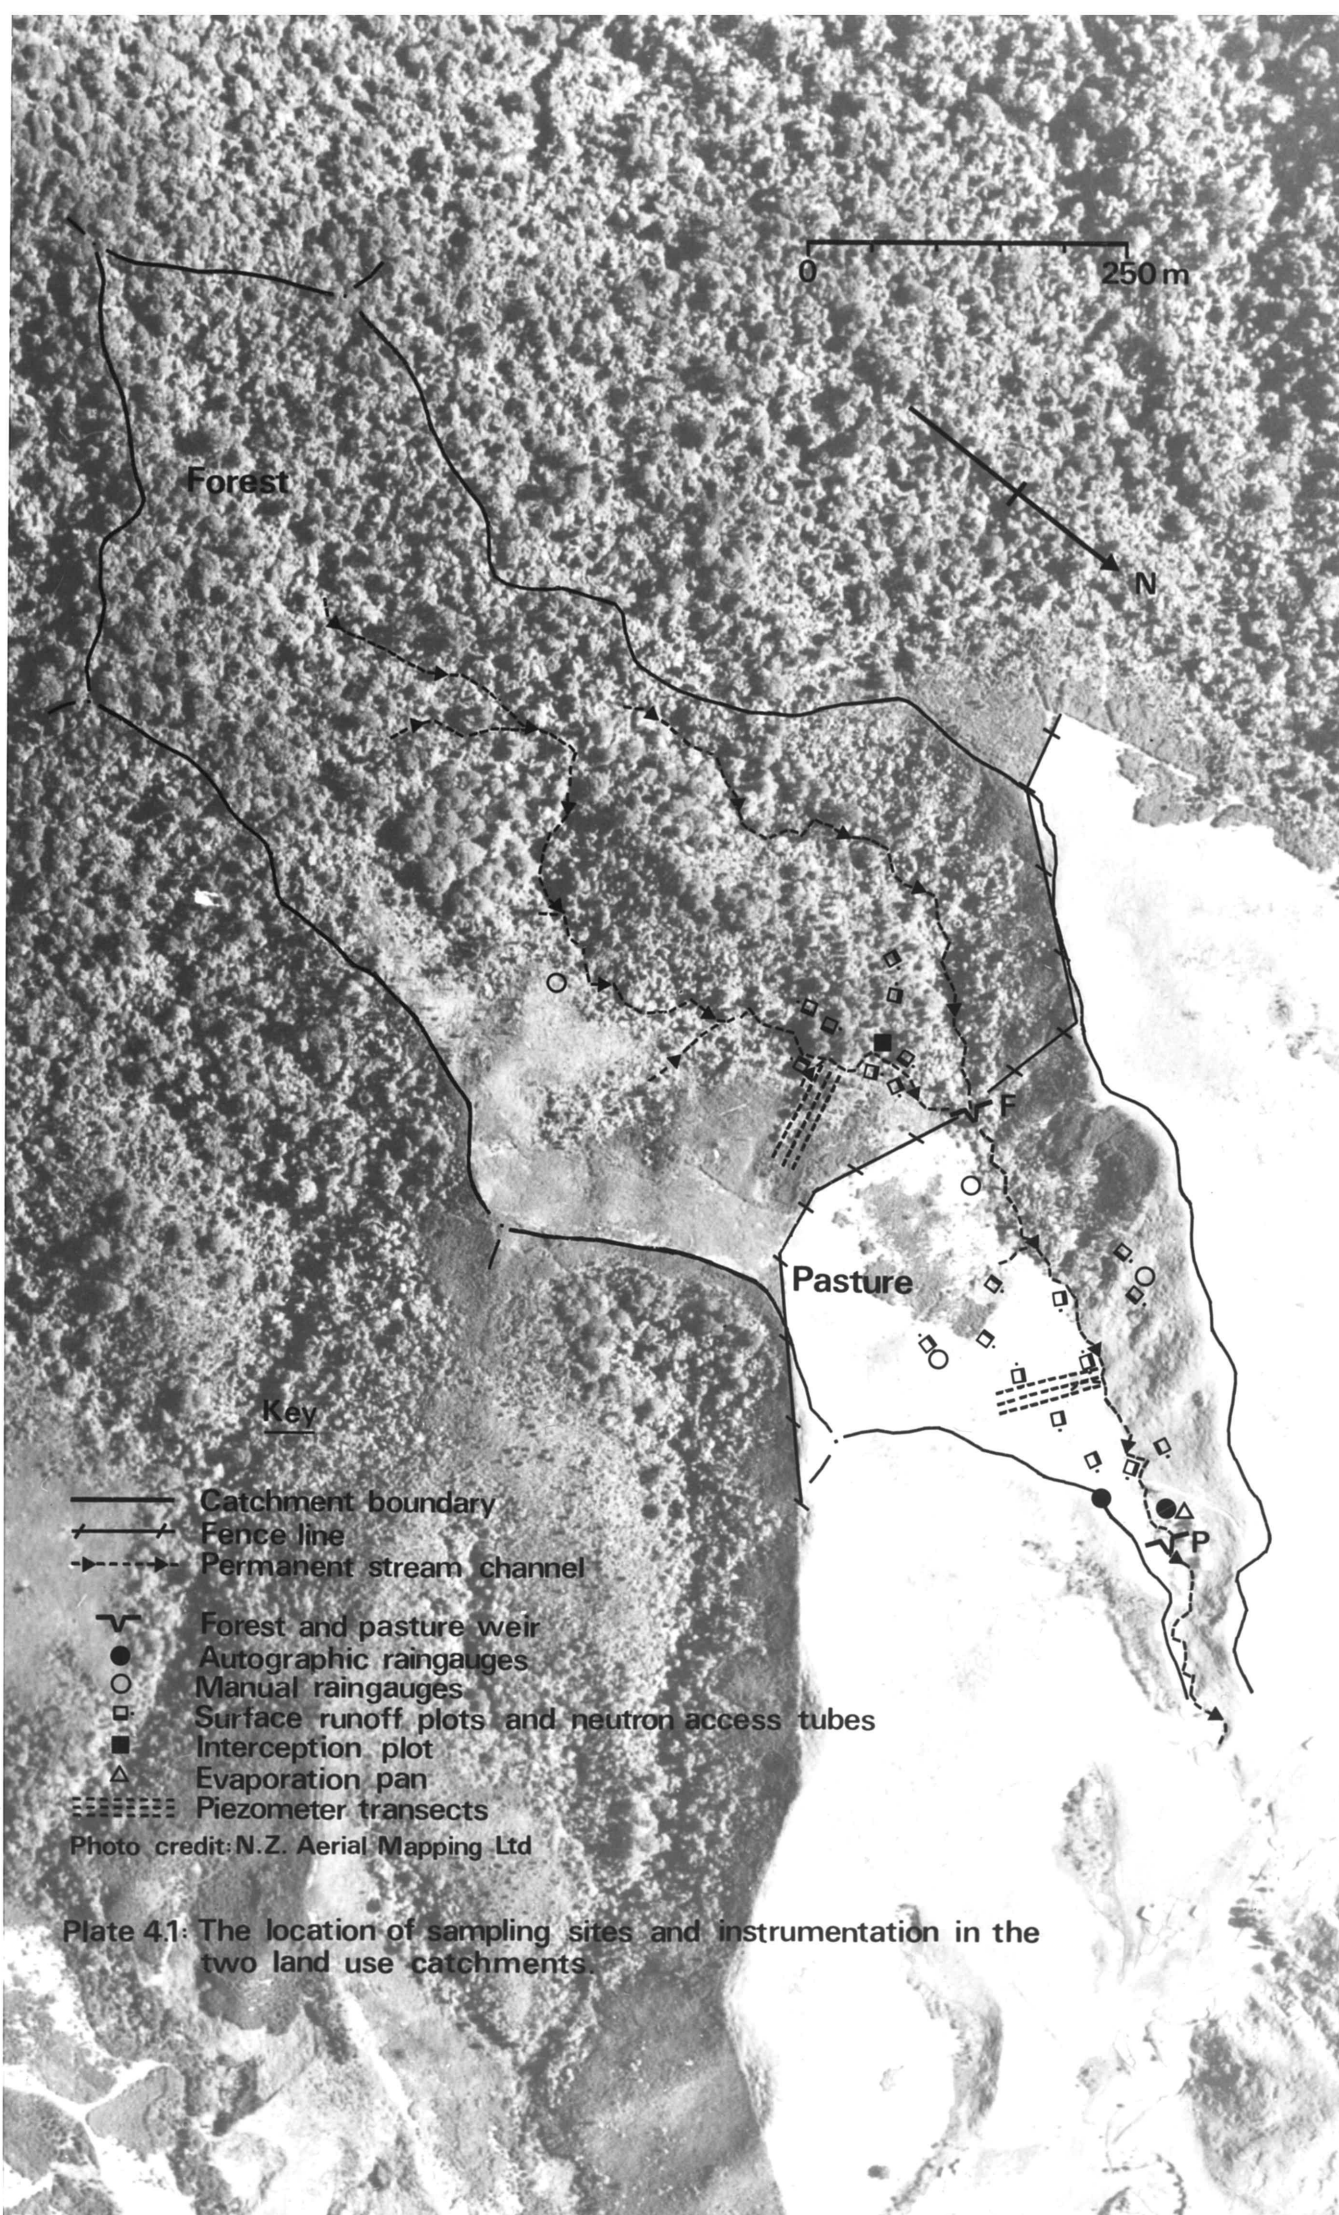 0 250 m
Forest
N
F
Pasture
Key
Catchment boundary
Fence line
Permanent stream channel
P
Forest and pasture weir
Autographic raingauges
Manual raingauges
Surface runoff plots and neutron access tubes
Interception plot
Evaporation pan
Piezometer transects
Photo credit: N.Z. Aerial Mapping Ltd
Plate 4.1: The location of sampling sites and instrumentation in the
two land use catchments.